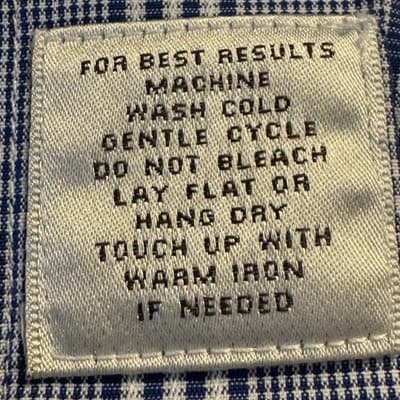 FOR BEST RESULTS
MACHINE
WASH COLD
GENTLE CYCLE
DO NOT BLEACH
LAY FLAT OR
HANG DRY
TOUCH UP WITH
WARM IRON
IF NEEDED